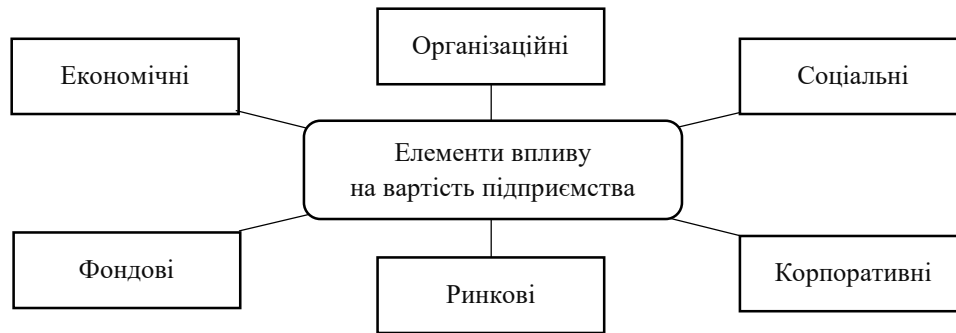 Організаційні
Економічні
Соціальні
Елементи впливу
на вартість підприємства
Фондові
Ринкові
Корпоративні